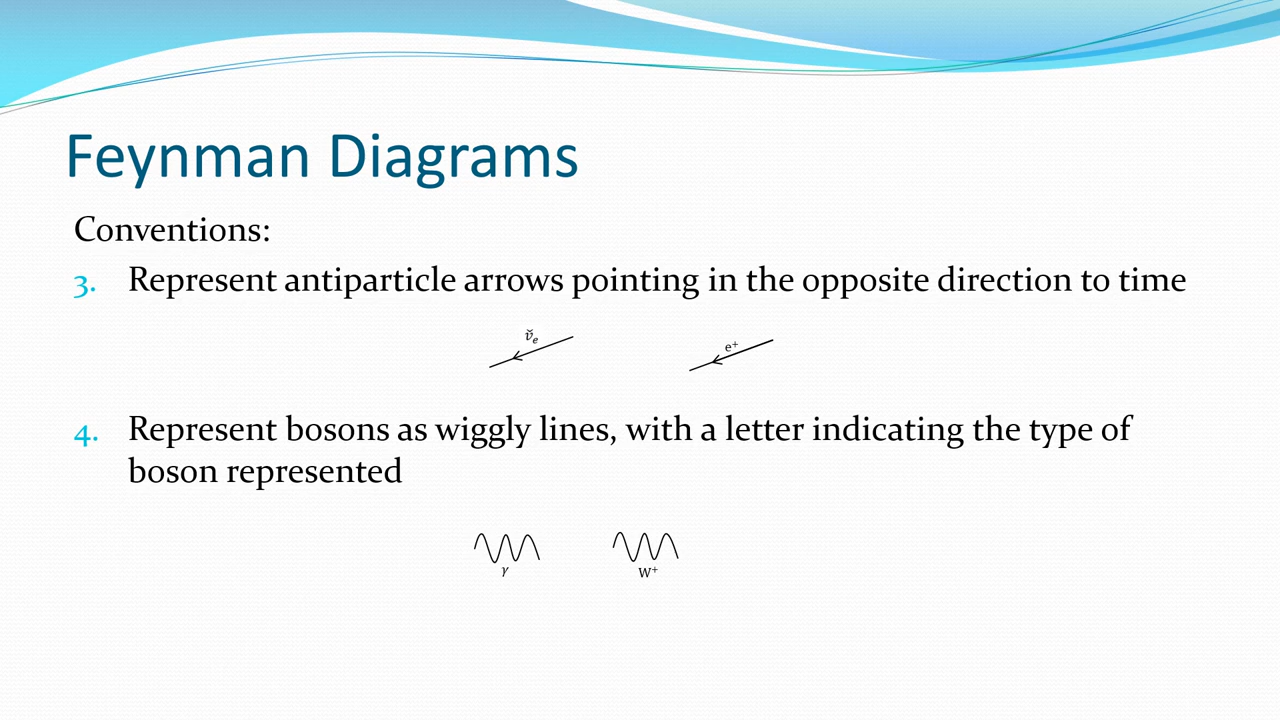 Feynman Diagrams
Conventions:
3. Represent antiparticle arrows pointing in the opposite direction to time
v̌ₑ e⁺
4. Represent bosons as wiggly lines, with a letter indicating the type of
boson represented
γ W⁺